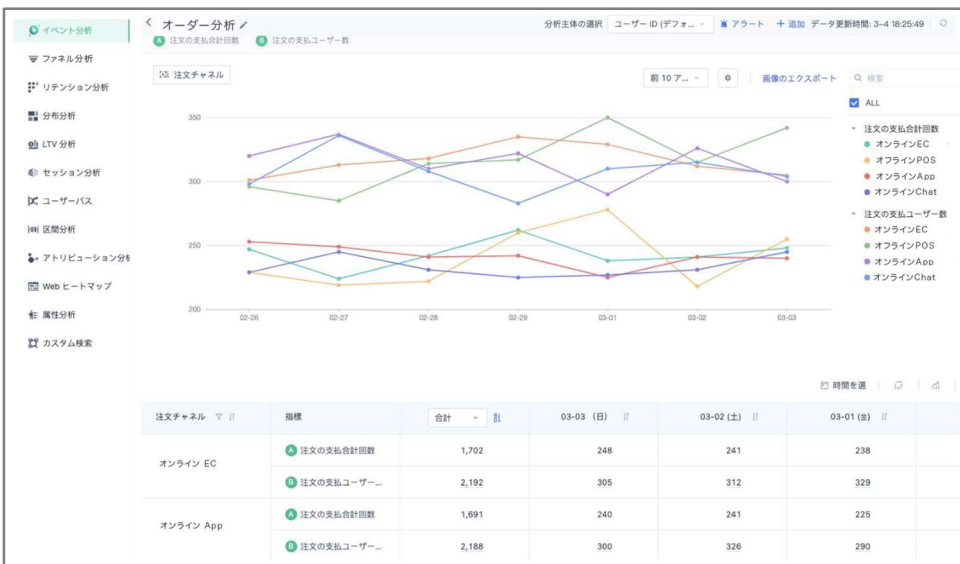 イベント分析
ファネル分析
リテンション分析
分布分析
LTV 分析
セッション分析
ユーザーパス
区間分析
アトリビューション分析
Web ヒートマップ
属性分析
カスタム検索
オーダー分析
分析主体の選択 ユーザー ID (デフォ... アラート + 追加 データ更新時間: 3-4 18:25:49
A 注文の支払合計回数 B 注文の支払ユーザー数
注文チャネル
前 10 ア... 画像のエクスポート 検索
ALL
注文の支払合計回数
オンラインEC
オフラインPOS
オンラインApp
オンラインChat
注文の支払ユーザー数
オンラインEC
オフラインPOS
オンラインApp
オンラインChat
350
300
250
200
02-26 02-27 02-28 02-29 03-01 03-02 03-03
時間を選
注文チャネル 指標 合計 03-03 (日) 03-02 (土) 03-01 (金)
オンライン EC
A 注文の支払合計回数 1,702 248 241 238
B 注文の支払ユーザー... 2,192 305 312 329
オンライン App
A 注文の支払合計回数 1,691 240 241 225
B 注文の支払ユーザー... 2,188 300 326 290